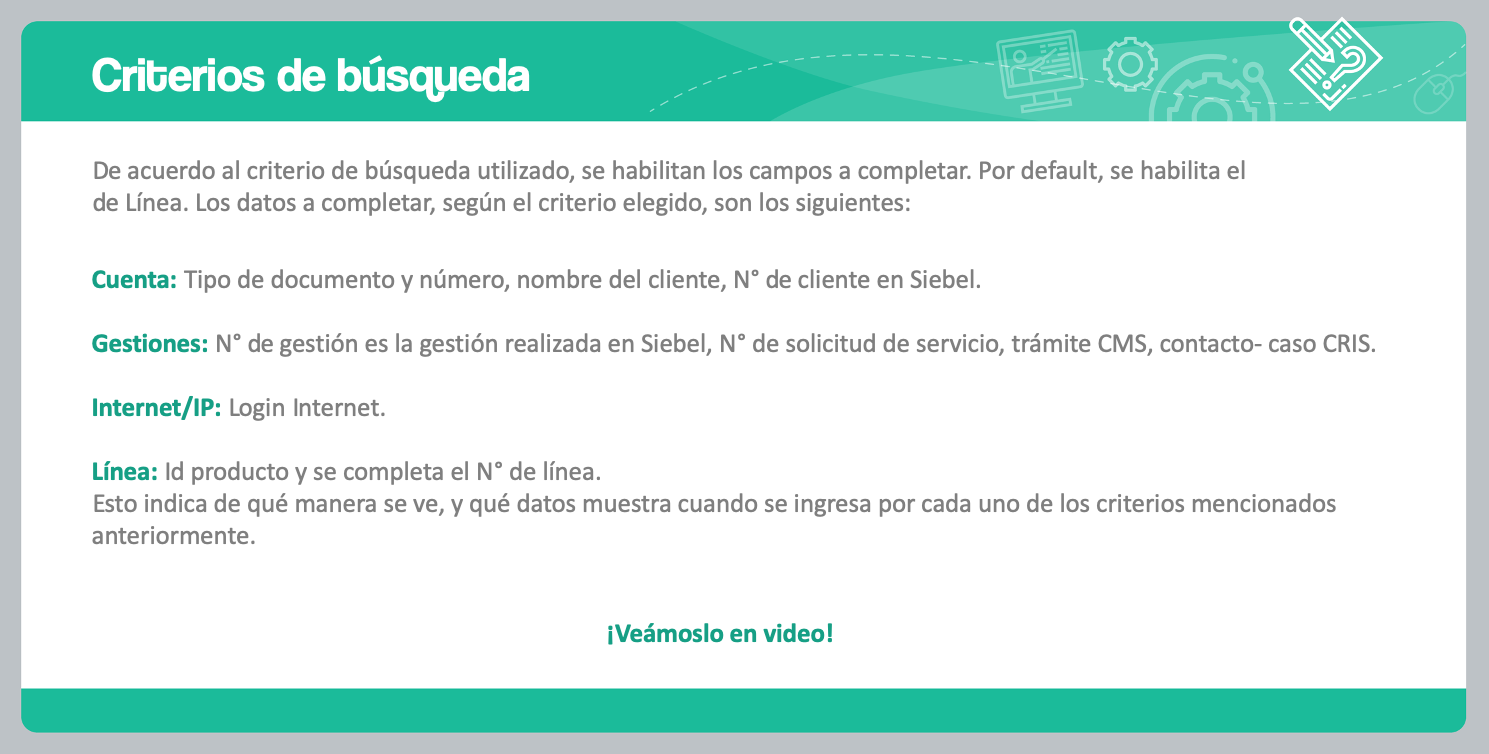 Criterios de búsqueda
De acuerdo al criterio de búsqueda utilizado, se habilitan los campos a completar. Por default, se habilita el
de Línea. Los datos a completar, según el criterio elegido, son los siguientes:
Cuenta: Tipo de documento y número, nombre del cliente, N° de cliente en Siebel.
Gestiones: N° de gestión es la gestión realizada en Siebel, N° de solicitud de servicio, trámite CMS, contacto- caso CRIS.
Internet/IP: Login Internet.
Línea: Id producto y se completa el N° de línea.
Esto indica de qué manera se ve, y qué datos muestra cuando se ingresa por cada uno de los criterios mencionados
anteriormente.
¡Veámoslo en video!